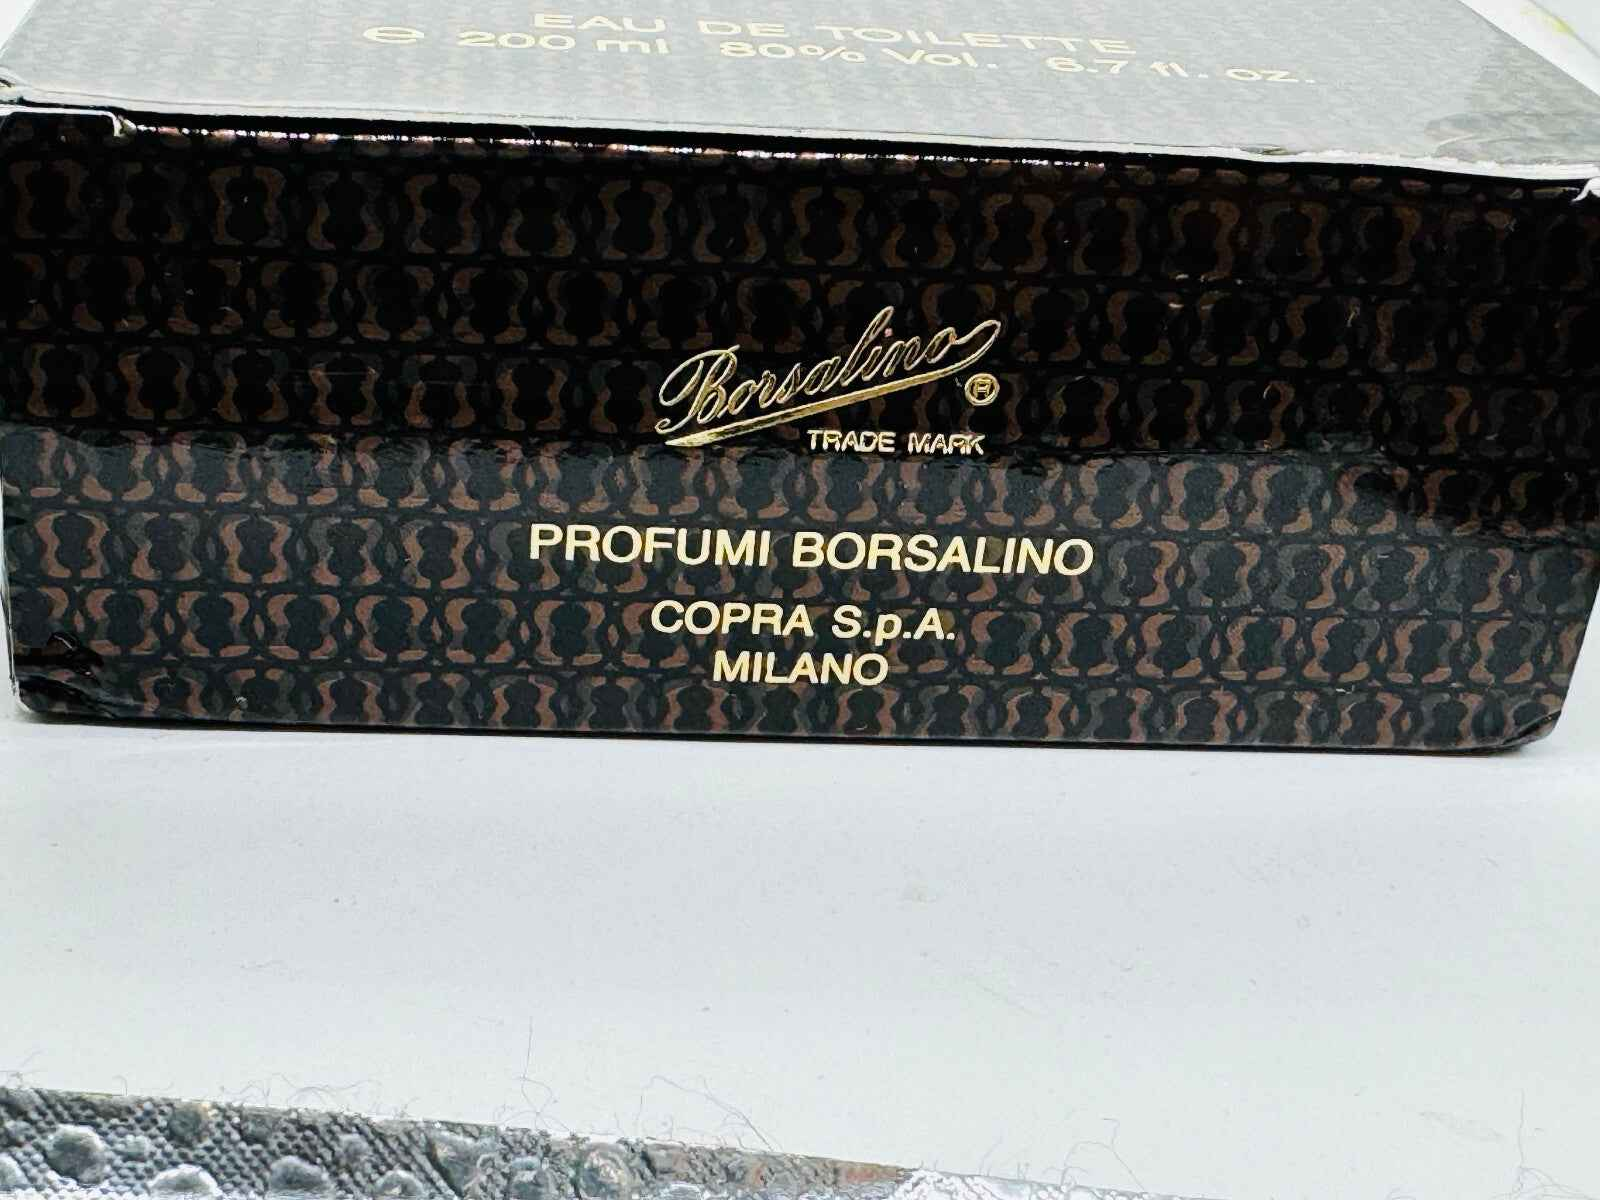 EAU DE TOILETTE
e 200 ml 80% Vol. 6.7 fl. oz.
Borsalino ®
TRADE MARK
PROFUMI BORSALINO
COPRA S.p.A.
MILANO